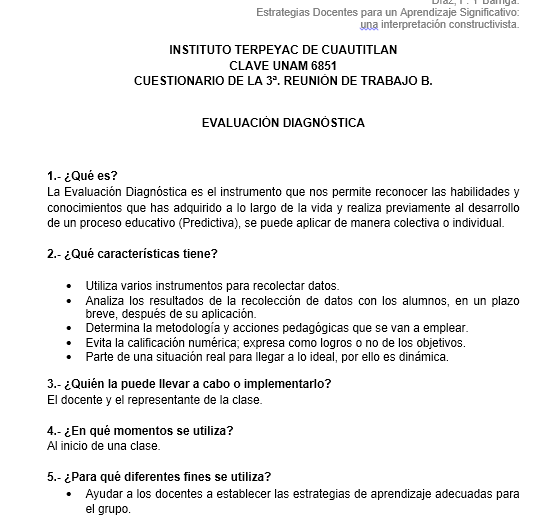 Díaz, F. Y Barriga.
Estrategias Docentes para un Aprendizaje Significativo:
una interpretación constructivista.
INSTITUTO TERPEYAC DE CUAUTITLAN
CLAVE UNAM 6851
CUESTIONARIO DE LA 3ª. REUNIÓN DE TRABAJO B.
EVALUACIÓN DIAGNÓSTICA
1.- ¿Qué es?
La Evaluación Diagnóstica es el instrumento que nos permite reconocer las habilidades y
conocimientos que has adquirido a lo largo de la vida y realiza previamente al desarrollo
de un proceso educativo (Predictiva), se puede aplicar de manera colectiva o individual.
2.- ¿Qué características tiene?
• Utiliza varios instrumentos para recolectar datos.
• Analiza los resultados de la recolección de datos con los alumnos, en un plazo
breve, después de su aplicación.
• Determina la metodología y acciones pedagógicas que se van a emplear.
• Evita la calificación numérica; expresa como logros o no de los objetivos.
• Parte de una situación real para llegar a lo ideal, por ello es dinámica.
3.- ¿Quién la puede llevar a cabo o implementarlo?
El docente y el representante de la clase.
4.- ¿En qué momentos se utiliza?
Al inicio de una clase.
5.- ¿Para qué diferentes fines se utiliza?
• Ayudar a los docentes a establecer las estrategias de aprendizaje adecuadas para
el grupo.